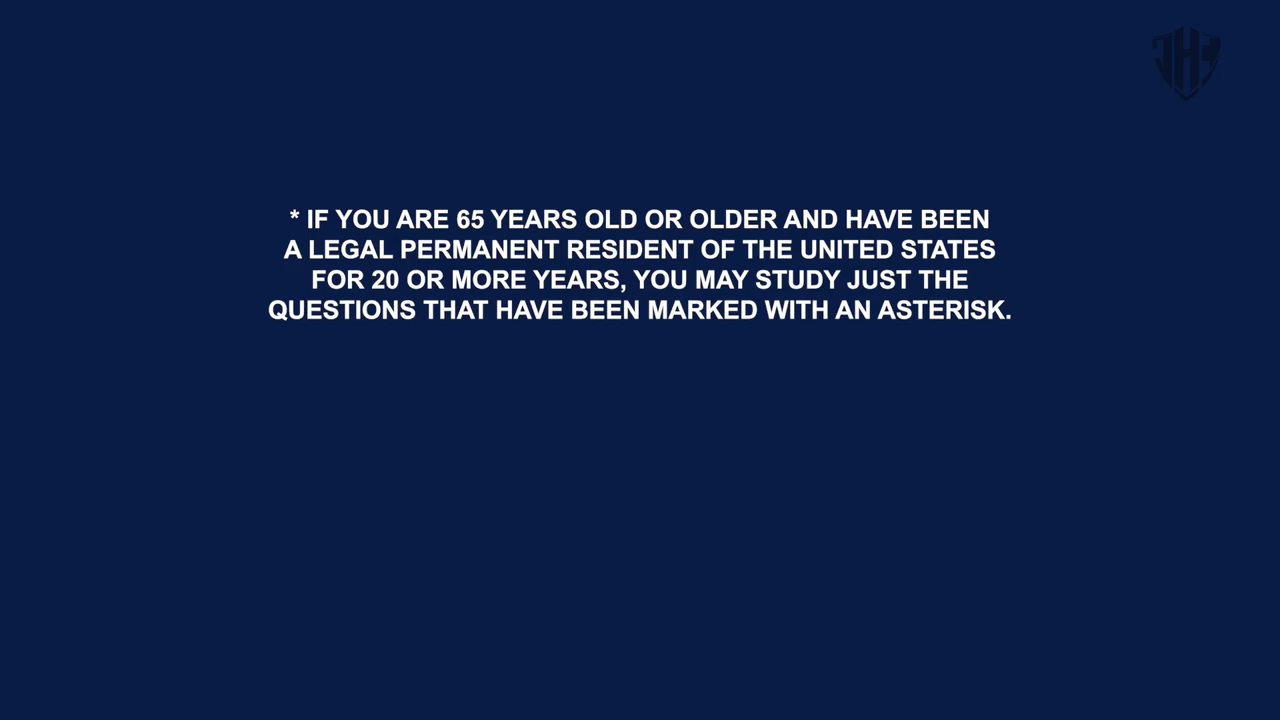 * IF YOU ARE 65 YEARS OLD OR OLDER AND HAVE BEEN
A LEGAL PERMANENT RESIDENT OF THE UNITED STATES
FOR 20 OR MORE YEARS, YOU MAY STUDY JUST THE
QUESTIONS THAT HAVE BEEN MARKED WITH AN ASTERISK.